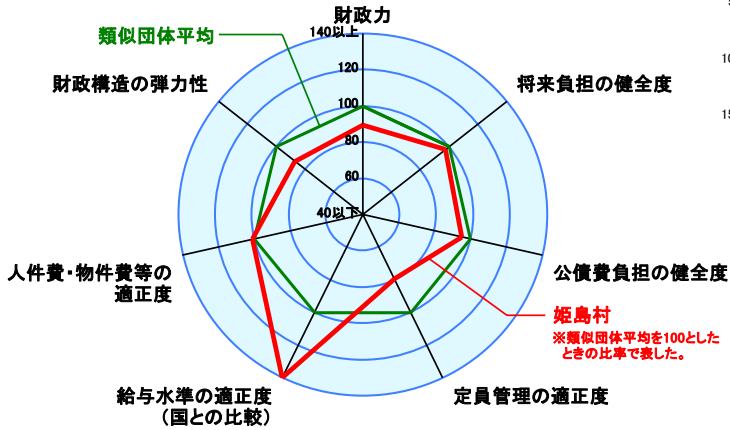 財政力
140以上
類似団体平均
120
財政構造の弾力性
将来負担の健全度
100
80
60
40以下
人件費・物件費等の
適正度
公債費負担の健全度
姫島村
※類似団体平均を100とした
ときの比率で表した。
給与水準の適正度
（国との比較）
定員管理の適正度
10
15